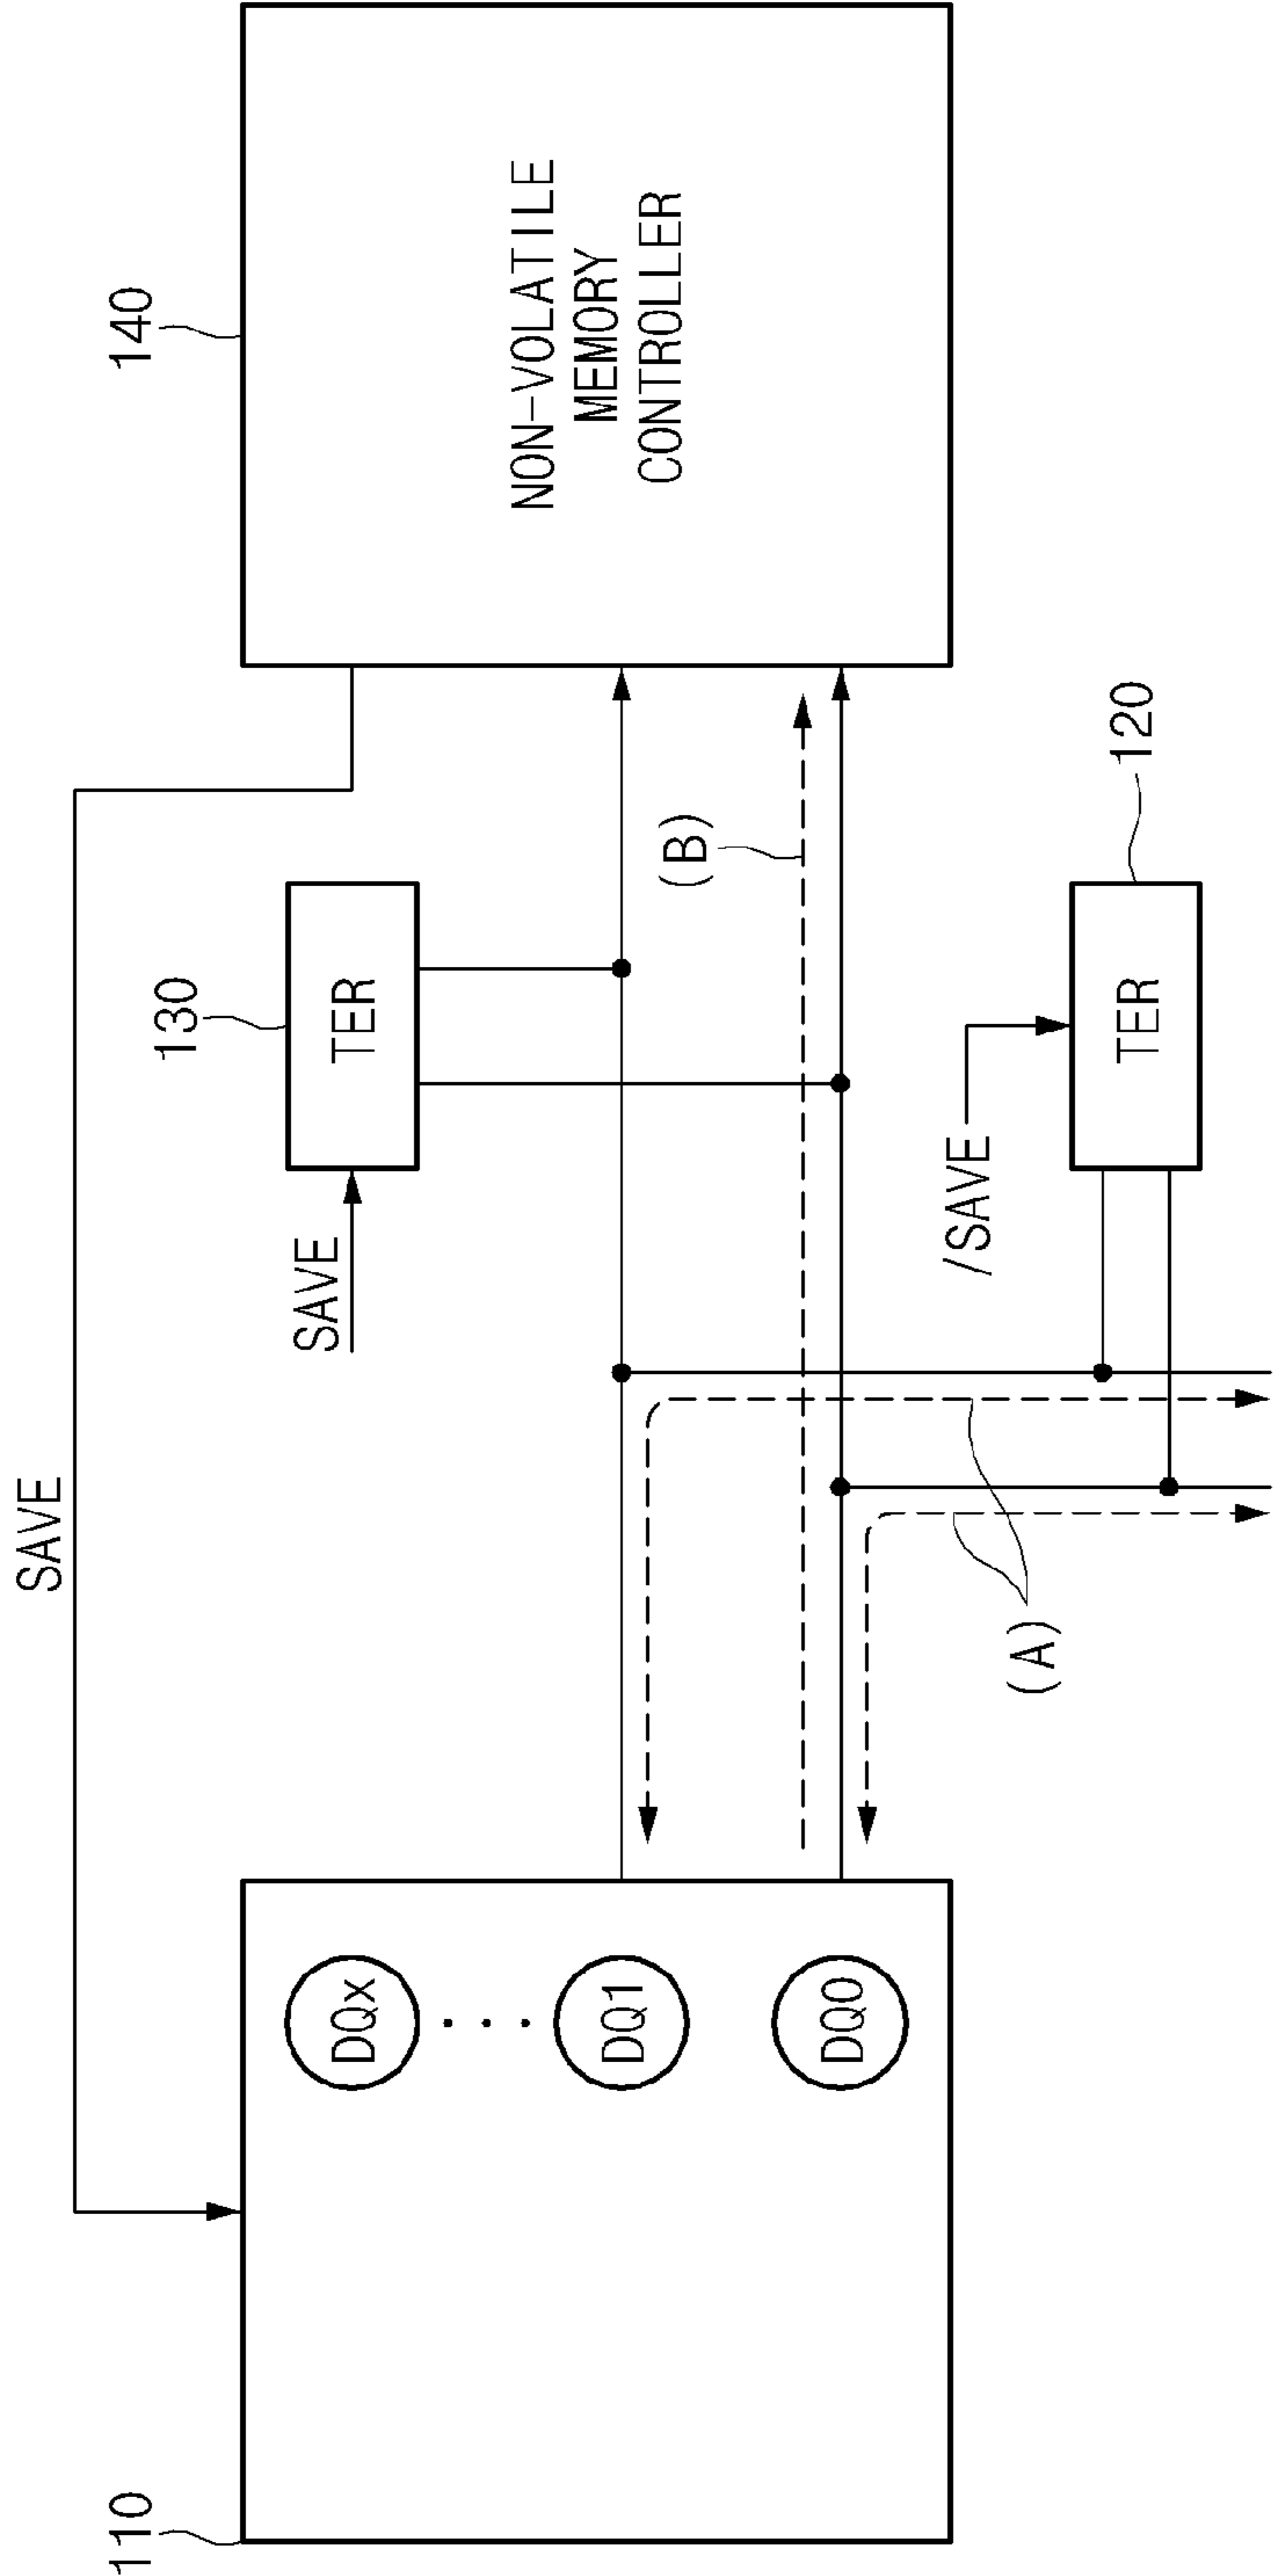 SAVE
110
140
130
SAVE
TER
NON-VOLATILE
MEMORY
CONTROLLER
DQx
DQ1
DQ0
(B)
/SAVE
(A)
TER
120